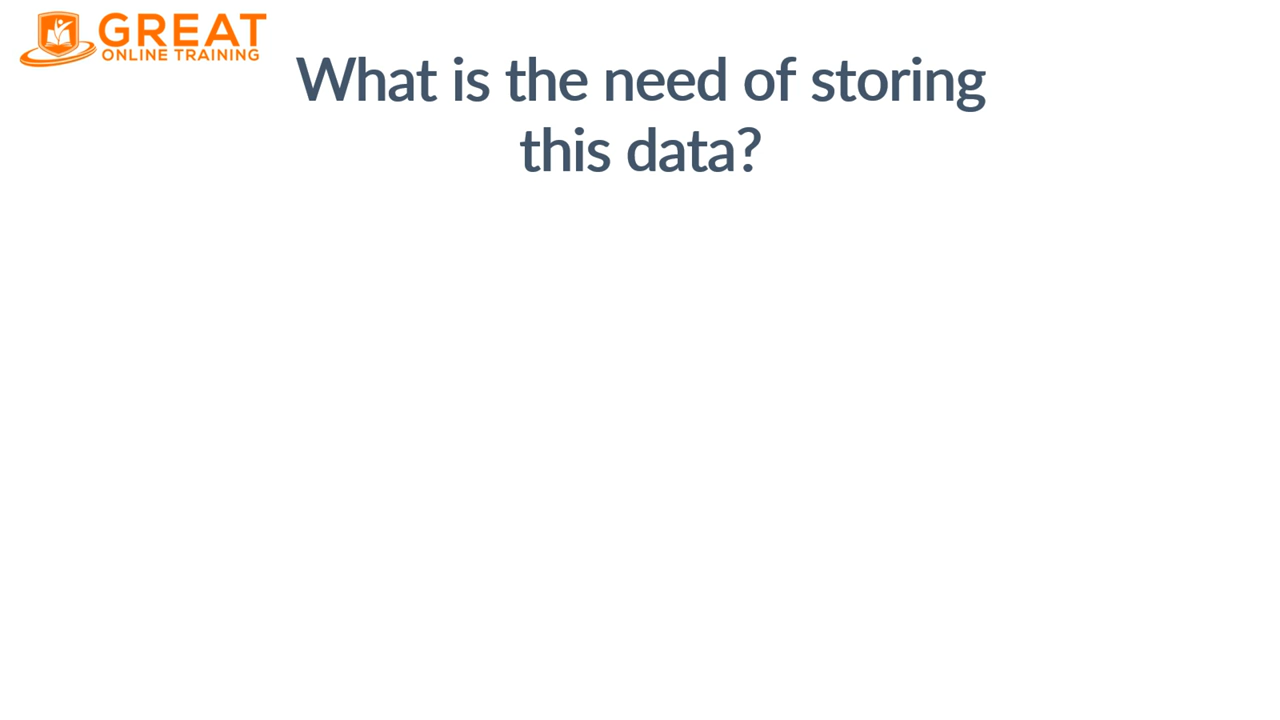 GREAT
ONLINE TRAINING
What is the need of storing
this data?